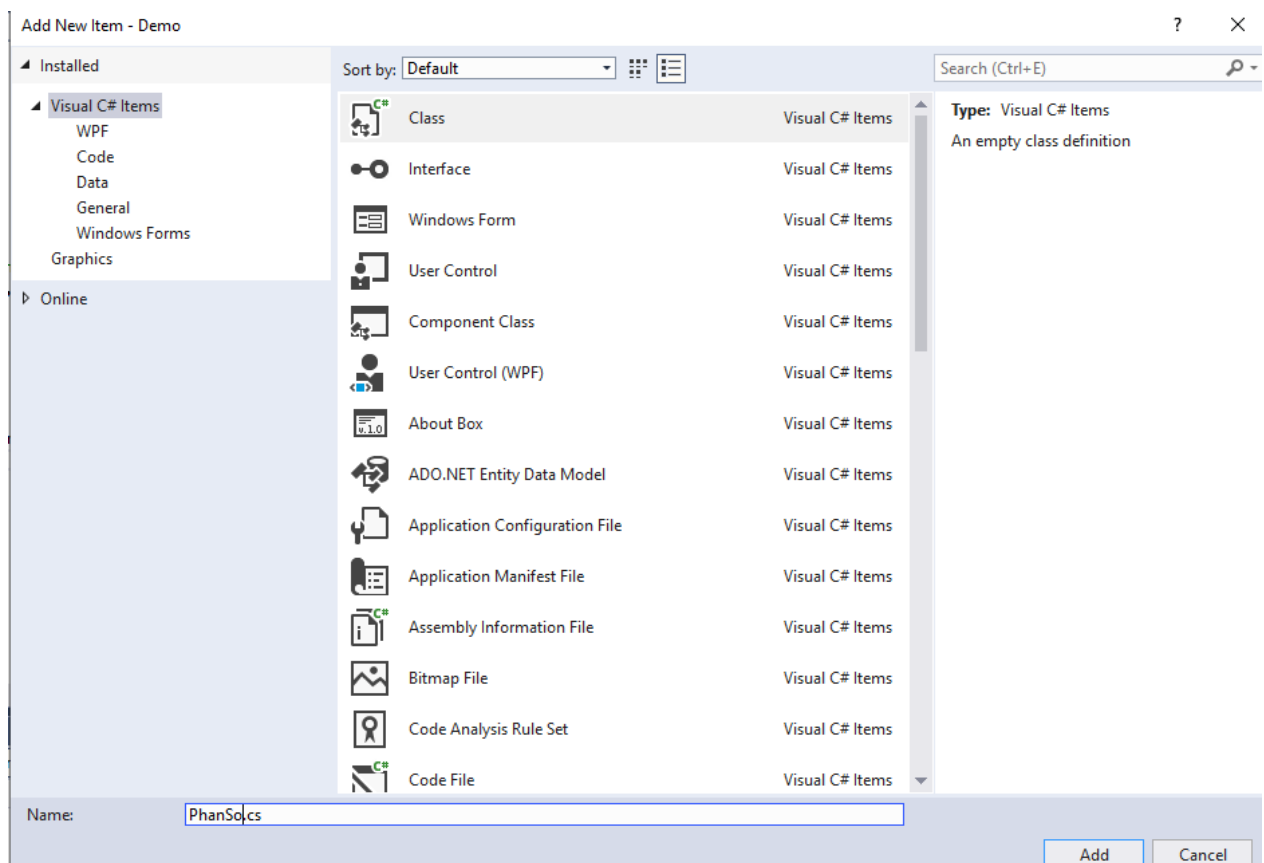 Add New Item - Demo
?
Installed
Visual C# Items
WPF
Code
Data
General
Windows Forms
Graphics
Online
Sort by: Default
Class Visual C# Items
Interface Visual C# Items
Windows Form Visual C# Items
User Control Visual C# Items
Component Class Visual C# Items
User Control (WPF) Visual C# Items
About Box Visual C# Items
ADO.NET Entity Data Model Visual C# Items
Application Configuration File Visual C# Items
Application Manifest File Visual C# Items
Assembly Information File Visual C# Items
Bitmap File Visual C# Items
Code Analysis Rule Set Visual C# Items
Code File Visual C# Items
Search (Ctrl+E)
Type: Visual C# Items
An empty class definition
Name: PhanSo.cs
Add Cancel